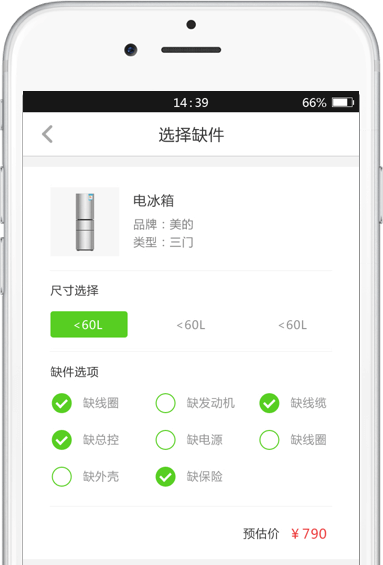 14:39 66%
选择缺件
电冰箱
品牌：美的
类型：三门
尺寸选择
<60L <60L <60L
缺件选项
缺线圈 缺发动机 缺线缆
缺总控 缺电源 缺线圈
缺外壳 缺保险
预估价 ¥790